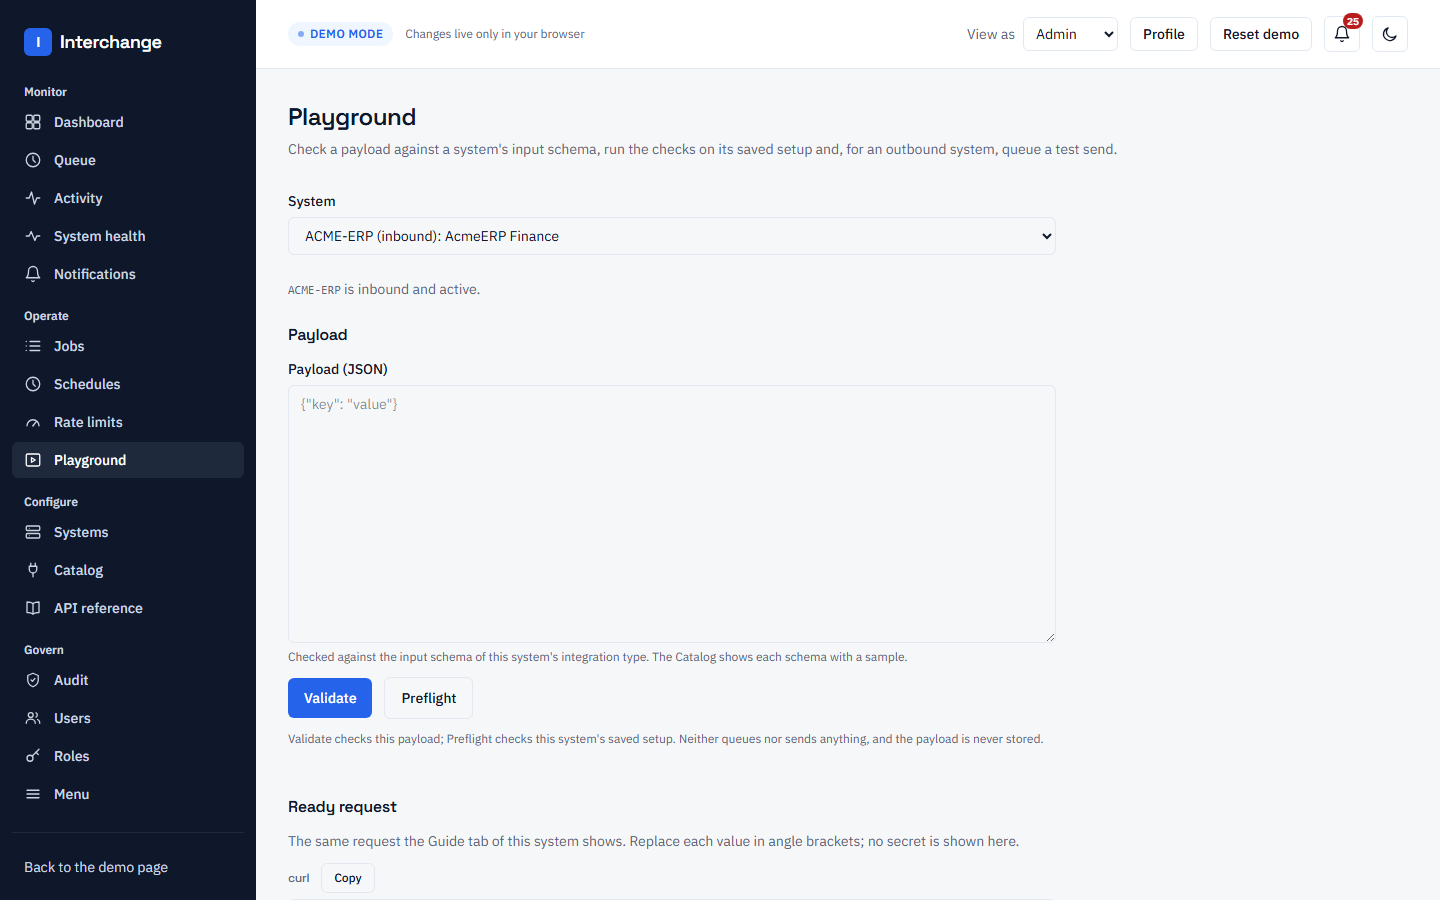 I Interchange
Monitor
Dashboard
Queue
Activity
System health
Notifications
Operate
Jobs
Schedules
Rate limits
Playground
Configure
Systems
Catalog
API reference
Govern
Audit
Users
Roles
Menu
Back to the demo page
DEMO MODE Changes live only in your browser
View as Admin Profile Reset demo 25
Playground
Check a payload against a system's input schema, run the checks on its saved setup and, for an outbound system, queue a test send.
System
ACME-ERP (inbound): AcmeERP Finance
ACME-ERP is inbound and active.
Payload
Payload (JSON)
{"key": "value"}
Checked against the input schema of this system's integration type. The Catalog shows each schema with a sample.
Validate Preflight
Validate checks this payload; Preflight checks this system's saved setup. Neither queues nor sends anything, and the payload is never stored.
Ready request
The same request the Guide tab of this system shows. Replace each value in angle brackets; no secret is shown here.
curl Copy